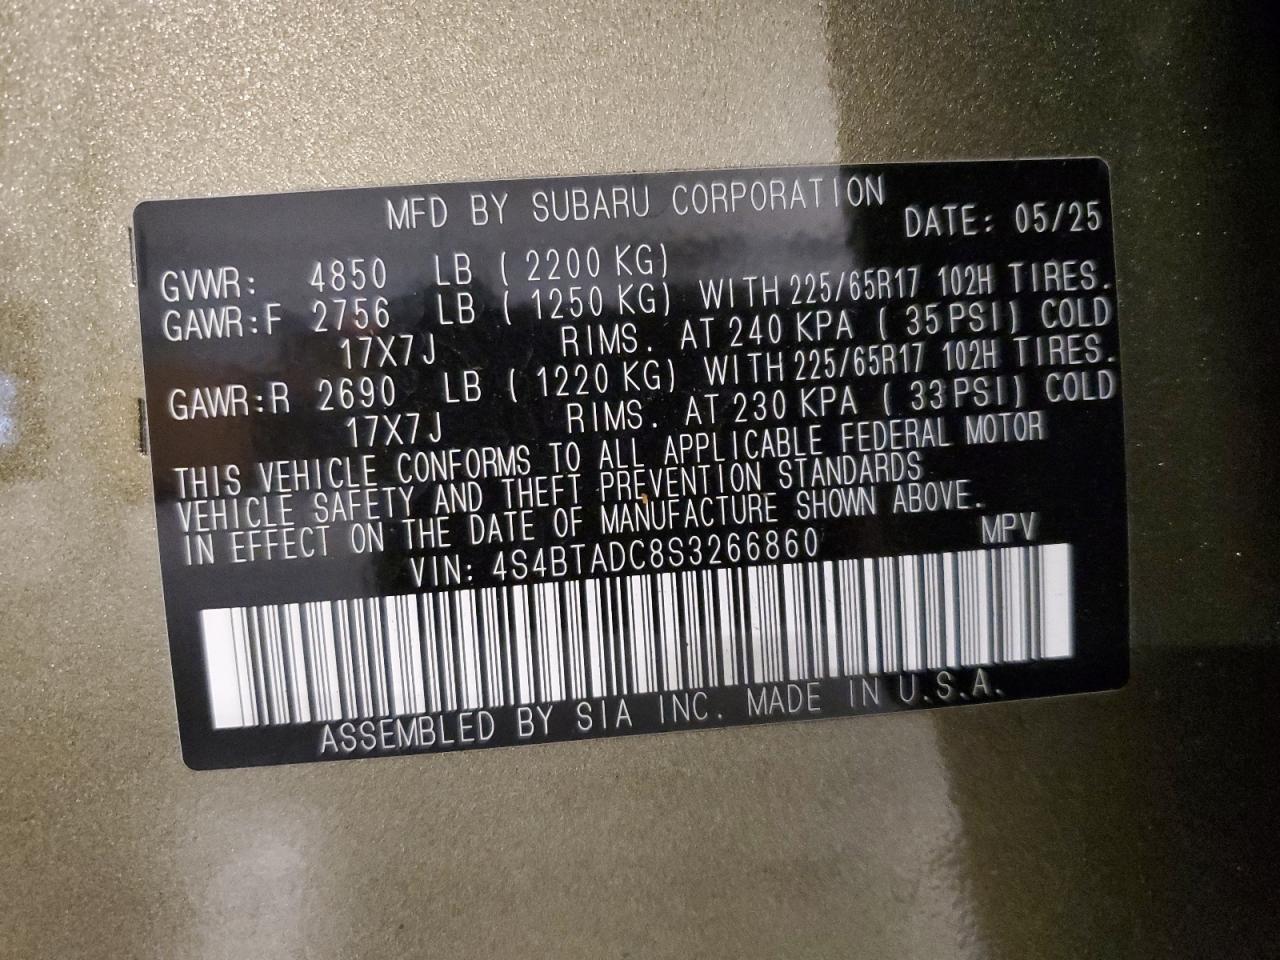 MFD BY SUBARU CORPORATION
DATE: 05/25
GVWR: 4850 LB ( 2200 KG)
GAWR:F 2756 LB ( 1250 KG) WITH 225/65R17 102H TIRES.
17X7J RIMS. AT 240 KPA ( 35 PSI) COLD
GAWR:R 2690 LB ( 1220 KG) WITH 225/65R17 102H TIRES.
17X7J RIMS. AT 230 KPA ( 33 PSI) COLD
THIS VEHICLE CONFORMS TO ALL APPLICABLE FEDERAL MOTOR
VEHICLE SAFETY AND THEFT PREVENTION STANDARDS
IN EFFECT ON THE DATE OF MANUFACTURE SHOWN ABOVE.
VIN: 4S4BTADC8S3266860 MPV
ASSEMBLED BY SIA INC. MADE IN U.S.A.